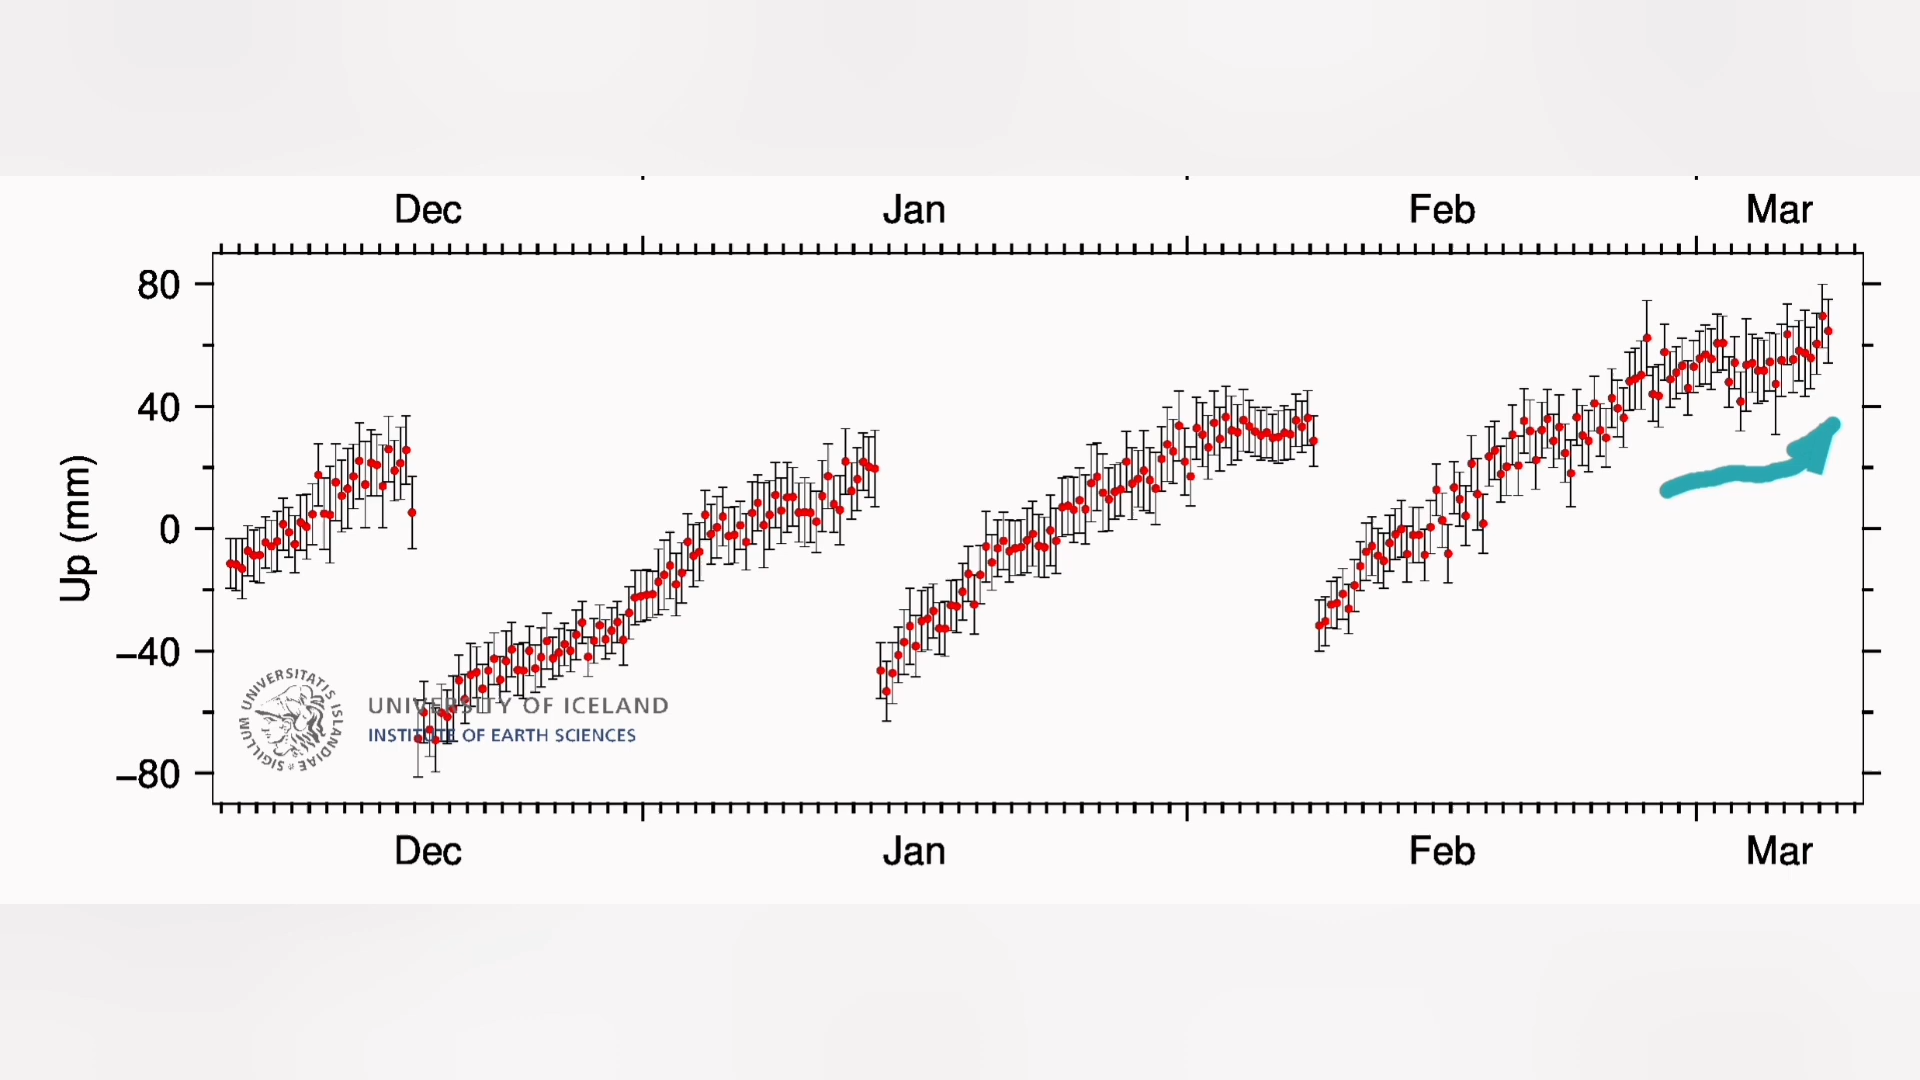 Dec Jan Feb Mar
80
40
0
−40
−80
Up (mm)
SIGILLUM UNIVERSITATIS ISLANDIAE
UNIVERSITY OF ICELAND
INSTITUTE OF EARTH SCIENCES
Dec Jan Feb Mar